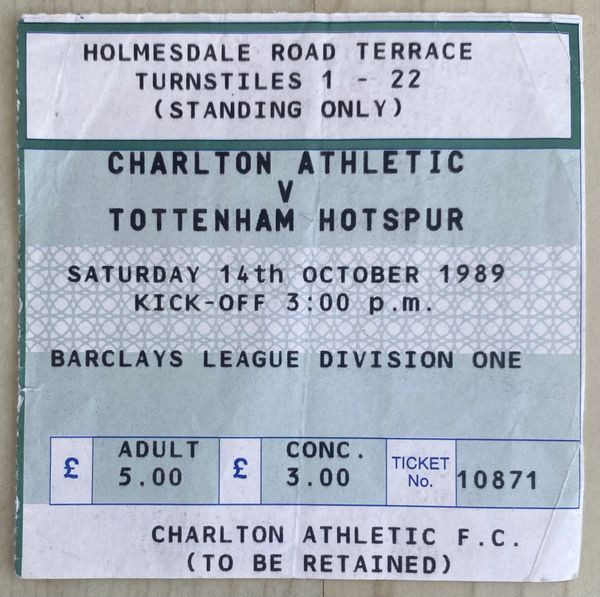 HOLMESDALE ROAD TERRACE
TURNSTILES 1 - 22
(STANDING ONLY)
CHARLTON ATHLETIC
V
TOTTENHAM HOTSPUR
SATURDAY 14th OCTOBER 1989
KICK-OFF 3:00 p.m.
BARCLAYS LEAGUE DIVISION ONE
£ ADULT 5.00 £ CONC. 3.00 TICKET No. 10871
CHARLTON ATHLETIC F.C.
(TO BE RETAINED)